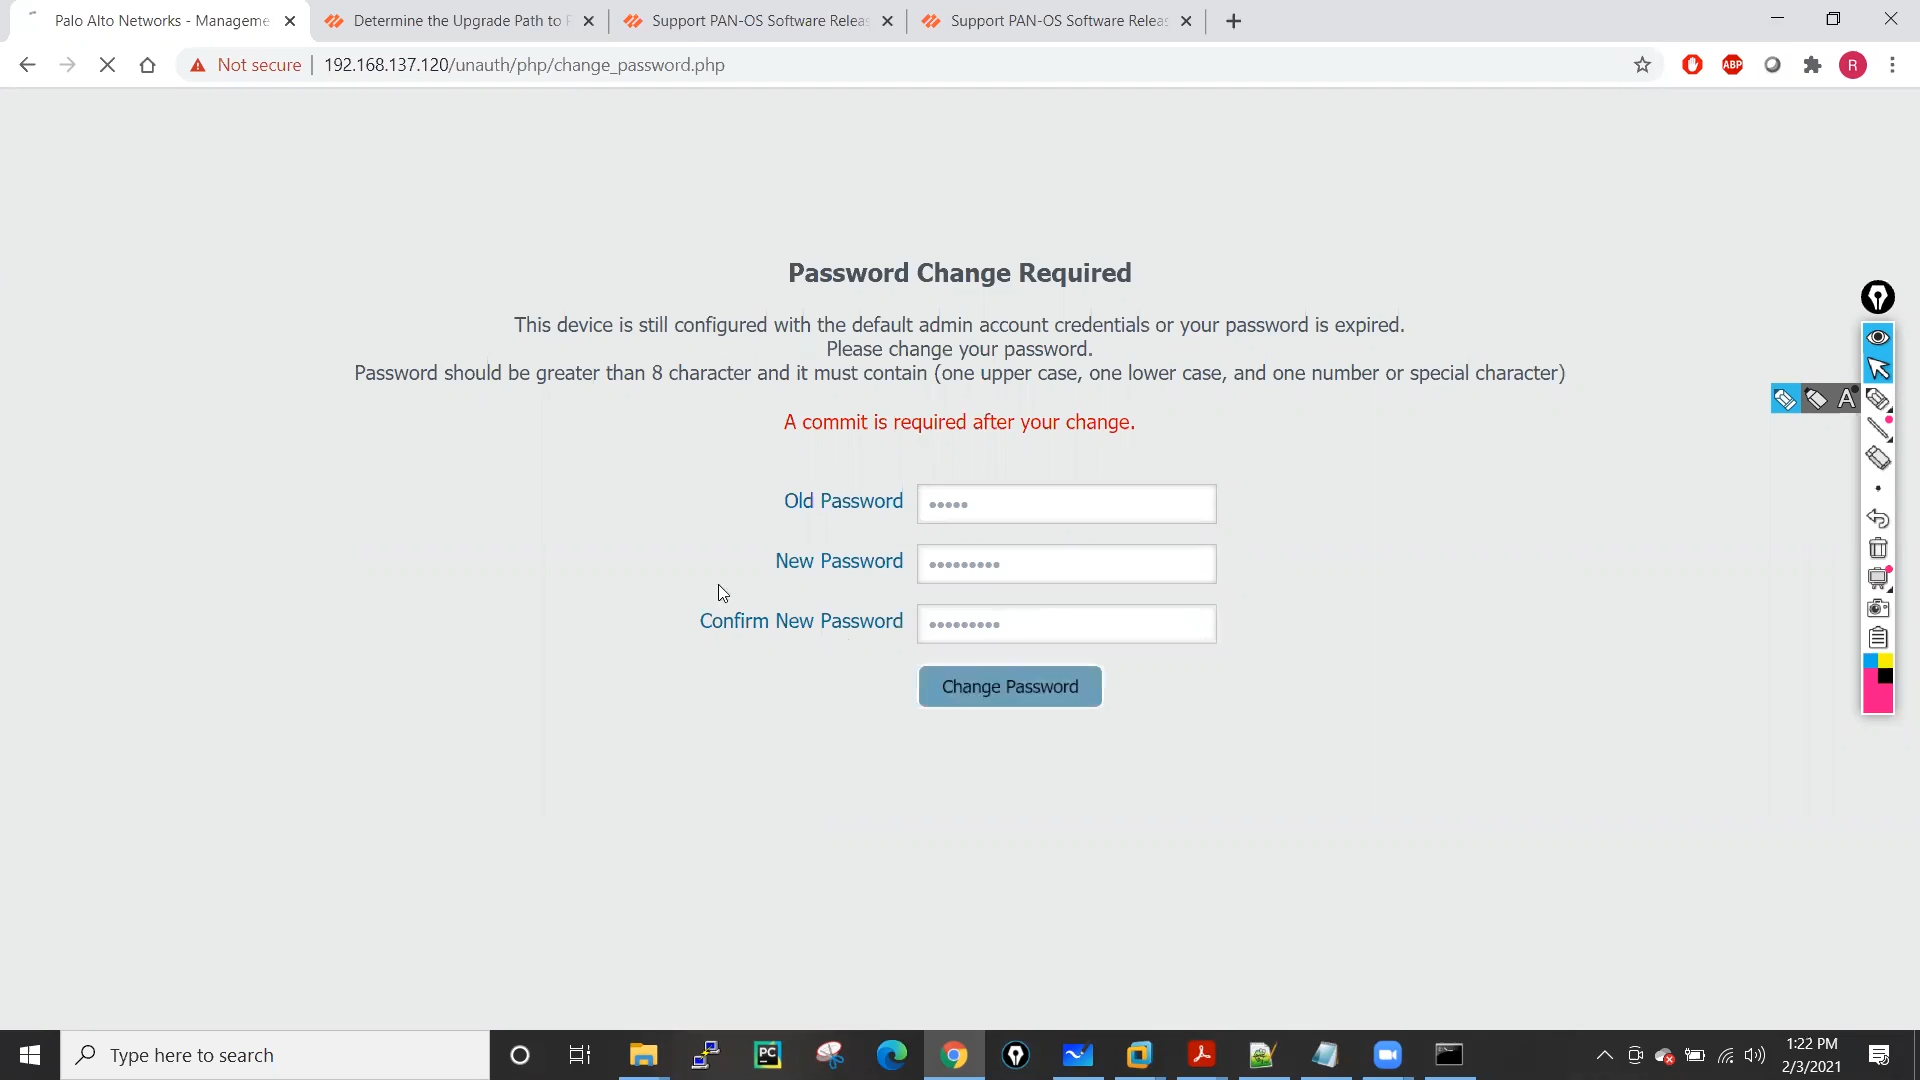 Palo Alto Networks - Manageme
Determine the Upgrade Path to P
Support PAN-OS Software Releas
Support PAN-OS Software Releas
Not secure
192.168.137.120/unauth/php/change_password.php
ABP
R
Password Change Required
This device is still configured with the default admin account credentials or your password is expired.
Please change your password.
Password should be greater than 8 character and it must contain (one upper case, one lower case, and one number or special character)
A commit is required after your change.
Old Password
New Password
Confirm New Password
Change Password
A
Type here to search
PC
1:22 PM
2/3/2021